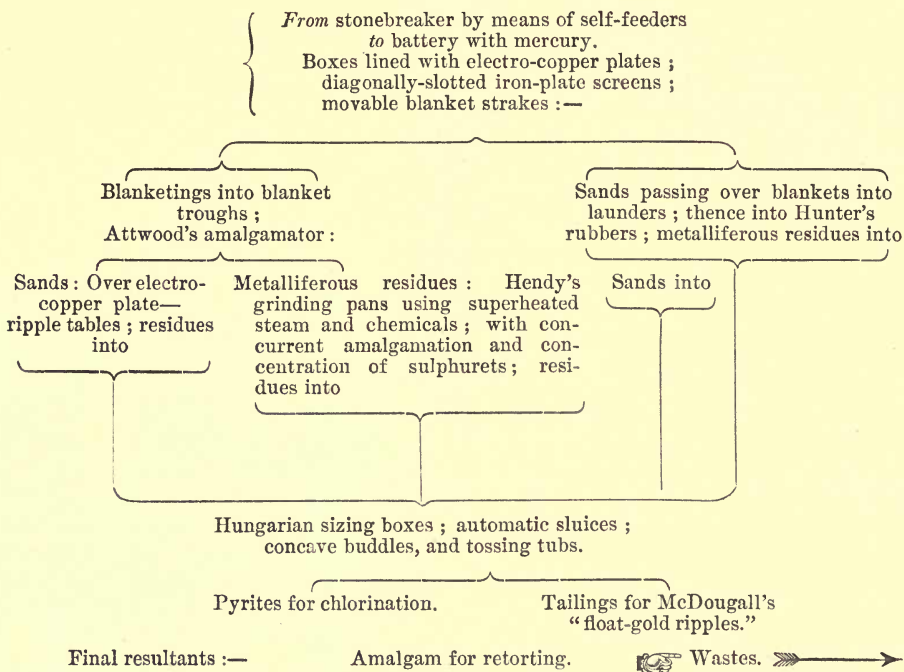 From stonebreaker by means of self-feeders
to battery with mercury.
Boxes lined with electro-copper plates ;
diagonally-slotted iron-plate screens ;
movable blanket strakes :—
Blanketings into blanket
troughs ;
Attwood's amalgamator :
Sands passing over blankets into
launders ; thence into Hunter's
rubbers ; metalliferous residues into
Sands : Over electro-
copper plate—
ripple tables ; residues
into
Metalliferous residues : Hendy's
grinding pans using superheated
steam and chemicals ; with con-
current amalgamation and con-
centration of sulphurets ; resi-
dues into
Sands into
Hungarian sizing boxes ; automatic sluices ;
concave buddles, and tossing tubs.
Pyrites for chlorination.
Tailings for McDougall's
"float-gold ripples."
Final resultants :— Amalgam for retorting. Wastes.